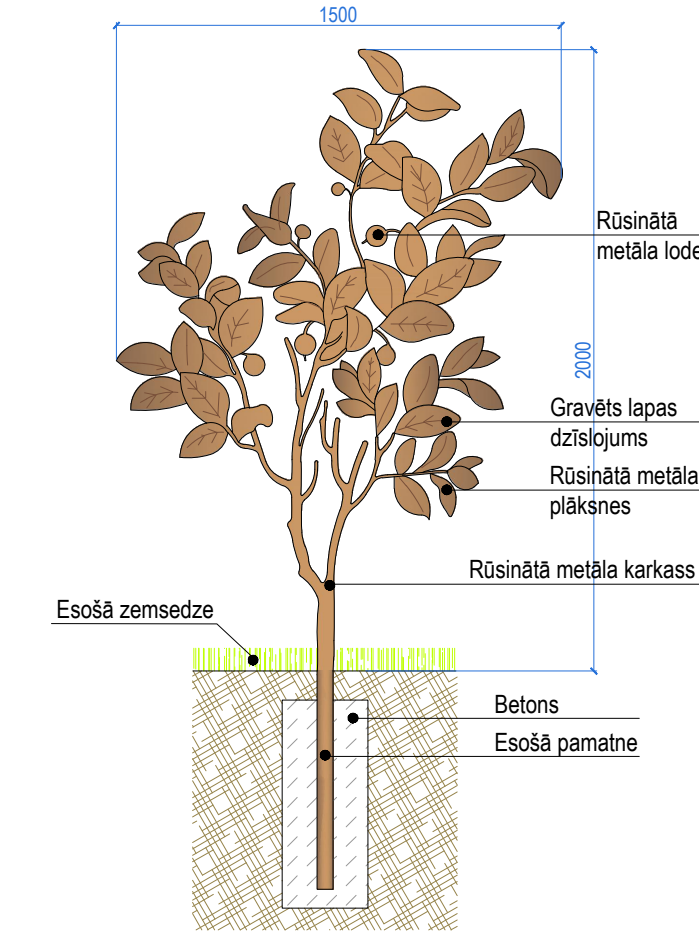 1500
Rūsinātā
metāla lode
2000
Gravēts lapas
dzīslojums
Rūsinātā metāla
plāksnes
Rūsinātā metāla karkass
Esošā zemsedze
Betons
Esošā pamatne